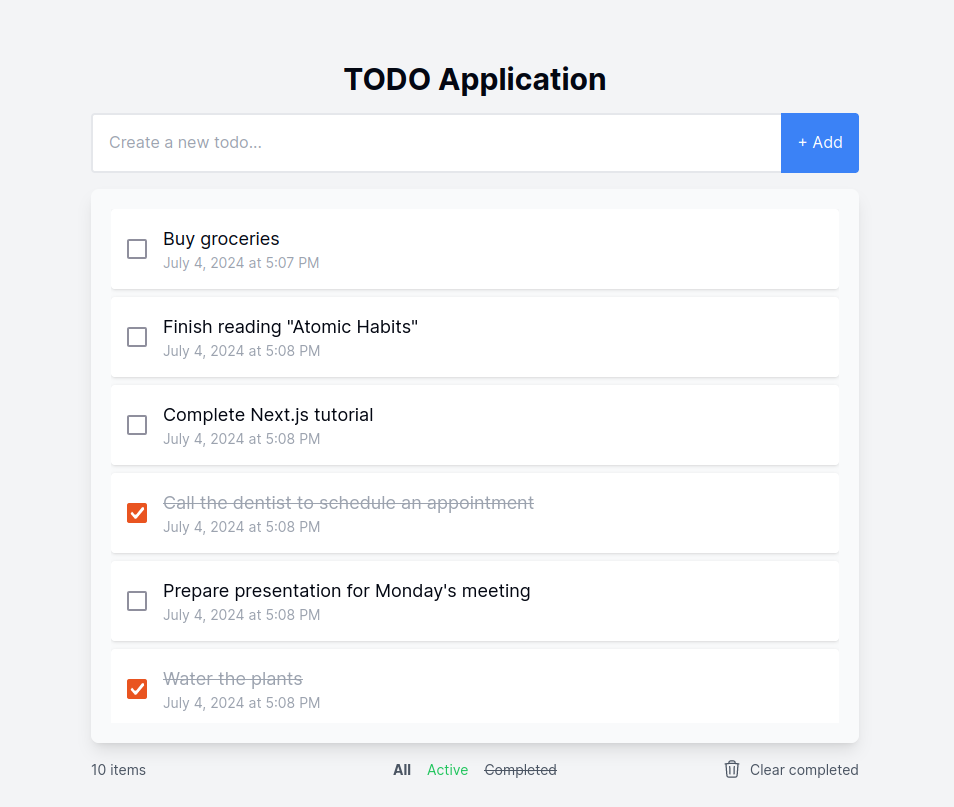 TODO Application
Create a new todo...
+ Add
Buy groceries
July 4, 2024 at 5:07 PM
Finish reading "Atomic Habits"
July 4, 2024 at 5:08 PM
Complete Next.js tutorial
July 4, 2024 at 5:08 PM
Call the dentist to schedule an appointment
July 4, 2024 at 5:08 PM
Prepare presentation for Monday's meeting
July 4, 2024 at 5:08 PM
Water the plants
July 4, 2024 at 5:08 PM
10 items All Active Completed Clear completed